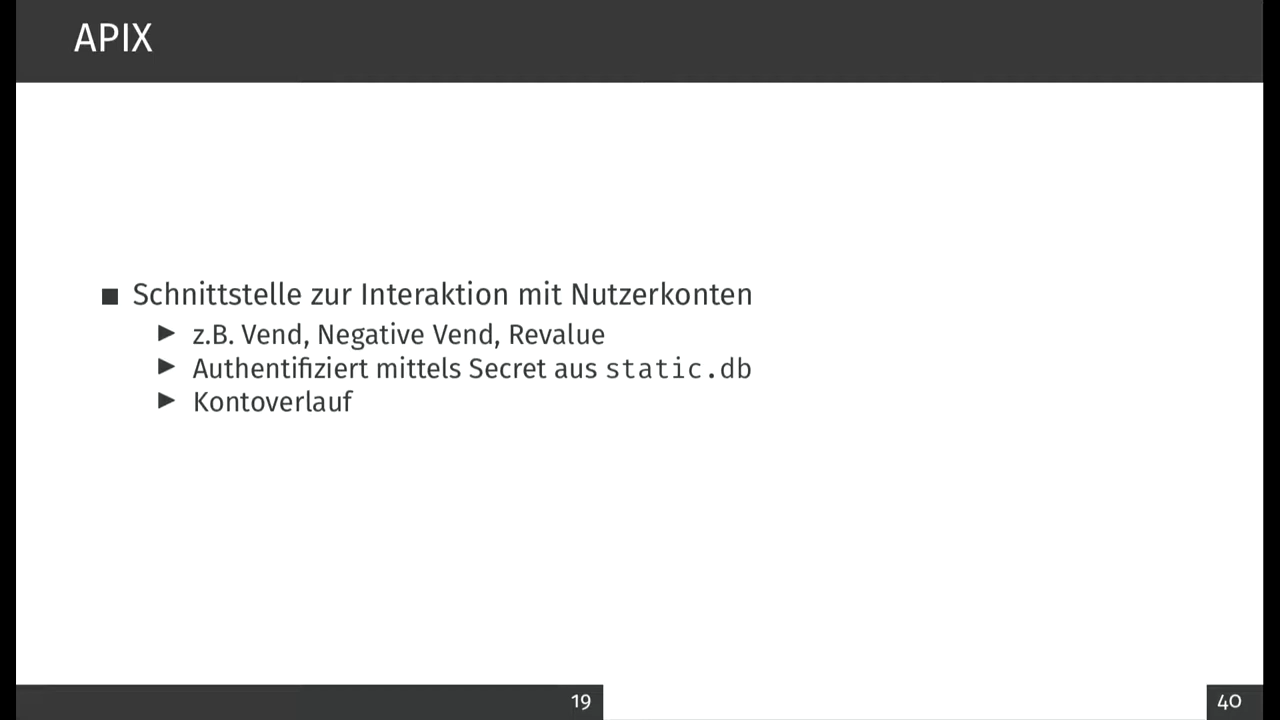 APIX
■ Schnittstelle zur Interaktion mit Nutzerkonten
▶ z.B. Vend, Negative Vend, Revalue
▶ Authentifiziert mittels Secret aus static.db
▶ Kontoverlauf
19
40